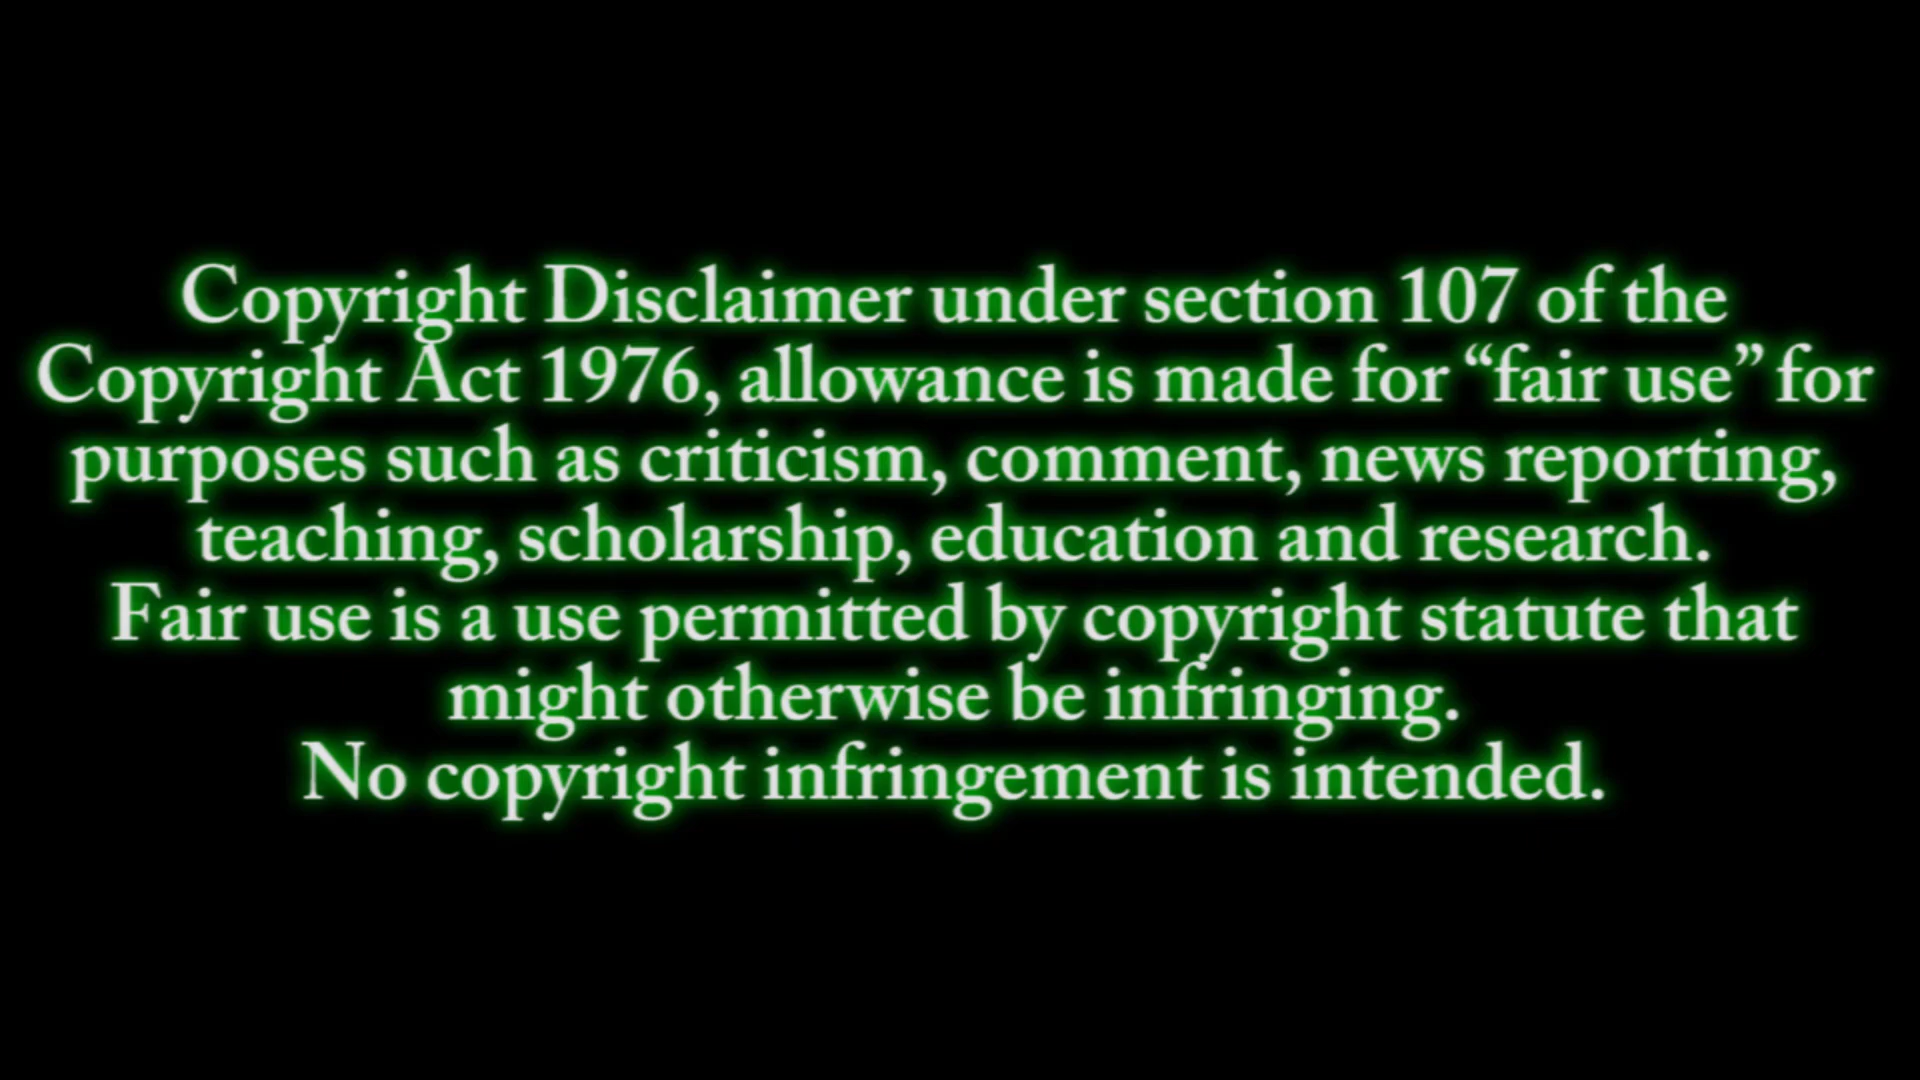 Copyright Disclaimer under section 107 of the
Copyright Act 1976, allowance is made for “fair use” for
purposes such as criticism, comment, news reporting,
teaching, scholarship, education and research.
Fair use is a use permitted by copyright statute that
might otherwise be infringing.
No copyright infringement is intended.